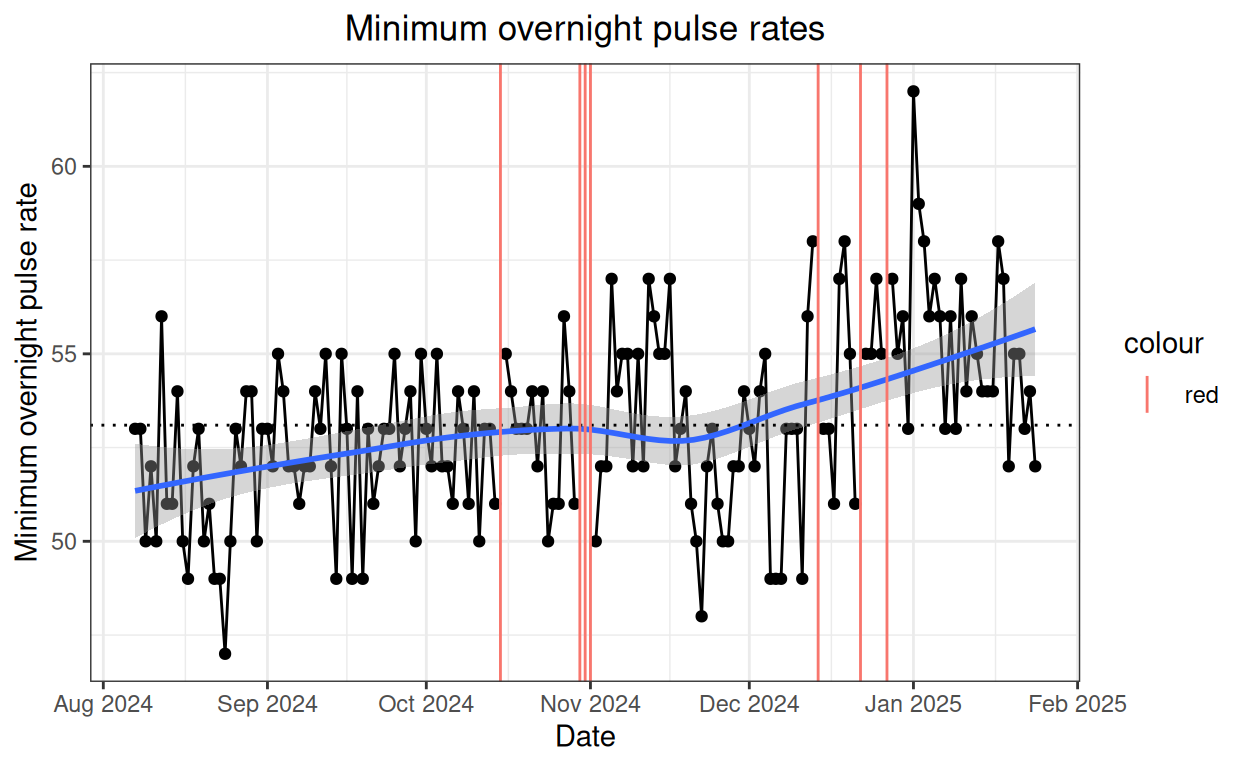 Minimum overnight pulse rates
Minimum overnight pulse rate
60
55
50
Aug 2024 Sep 2024 Oct 2024 Nov 2024 Dec 2024 Jan 2025 Feb 2025
Date
colour
red